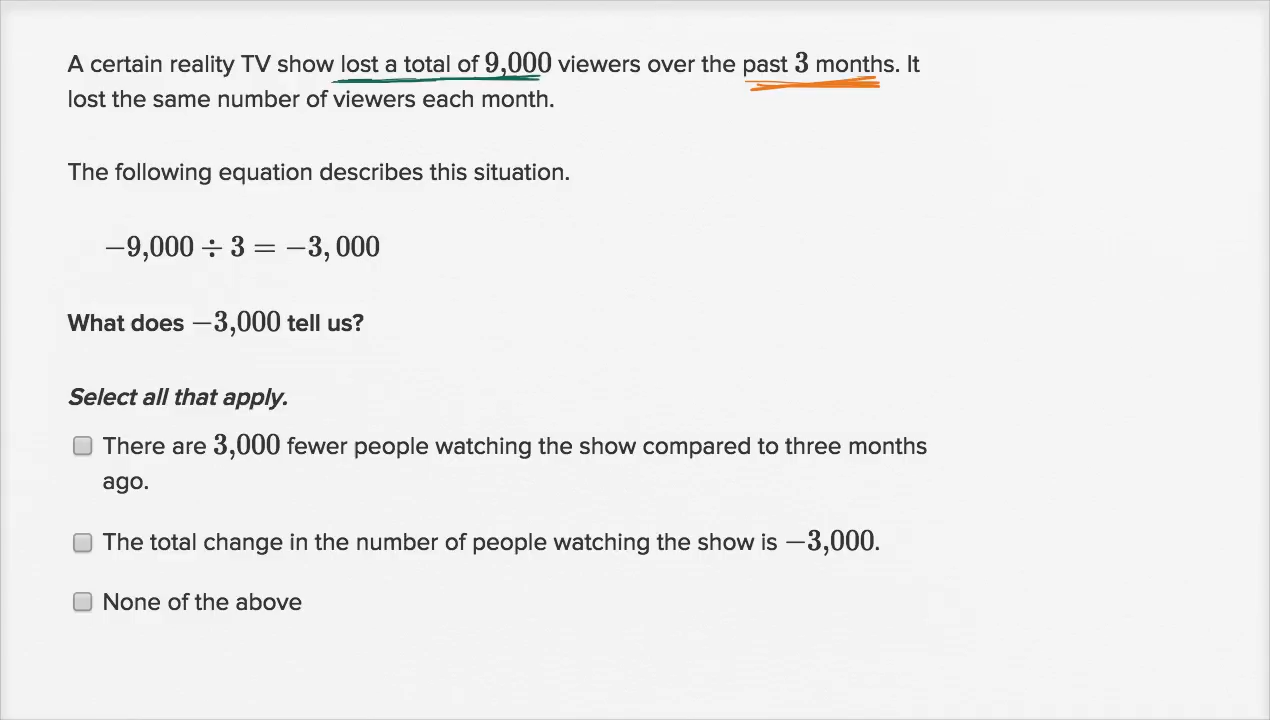 A certain reality TV show lost a total of 9,000 viewers over the past 3 months. It
lost the same number of viewers each month.
The following equation describes this situation.
−9,000 ÷ 3 = −3, 000
What does −3,000 tell us?
Select all that apply.
There are 3,000 fewer people watching the show compared to three months
ago.
The total change in the number of people watching the show is −3,000.
None of the above